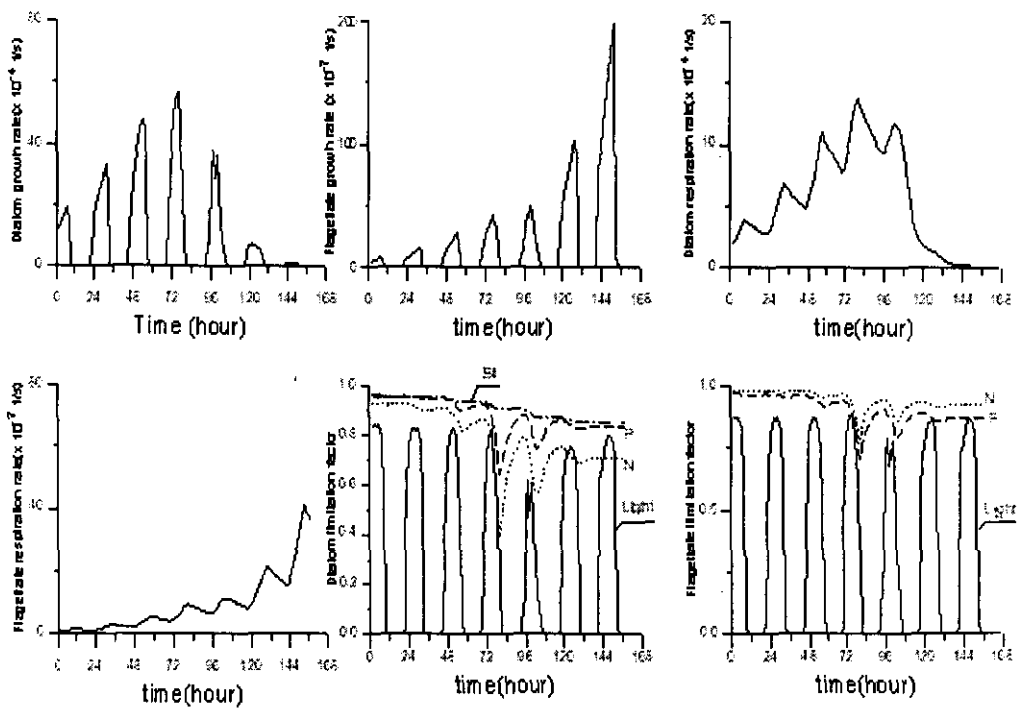 Diatom growth rate(x 10⁻⁴ 1/s)
80
40
0
0 24 48 72 96 120 144 168
Time (hour)
Flagellate growth rate (x 10⁻⁷ 1/s)
200
100
0
0 24 48 72 96 120 144 168
time(hour)
Diatom respiration rate(x 10⁻⁴ 1/s)
20
10
0
0 24 48 72 96 120 144 168
time(hour)
Flagellate respiration rate(x 10⁻⁷ 1/s)
80
40
0
0 24 48 72 96 120 144 168
time(hour)
Diatom limitation factor
1.0
0.8
0.6
0.4
0.2
0.0
Si
P
N
Light
0 24 48 72 96 120 144 168
time(hour)
Flagellate limitation factor
1.0
0.5
0.0
N
P
Light
0 24 48 72 96 120 144 168
time(hour)